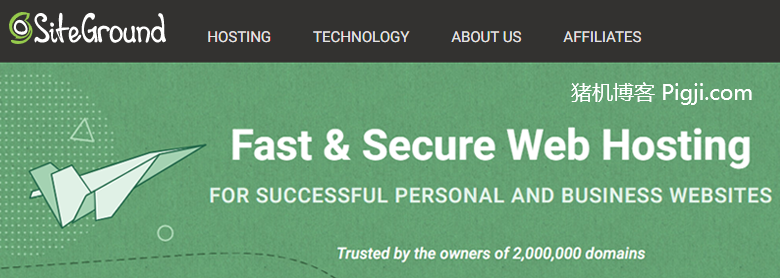 SiteGround HOSTING TECHNOLOGY ABOUT US AFFILIATES
猪机博客 Pigji.com
Fast & Secure Web Hosting
FOR SUCCESSFUL PERSONAL AND BUSINESS WEBSITES
Trusted by the owners of 2,000,000 domains